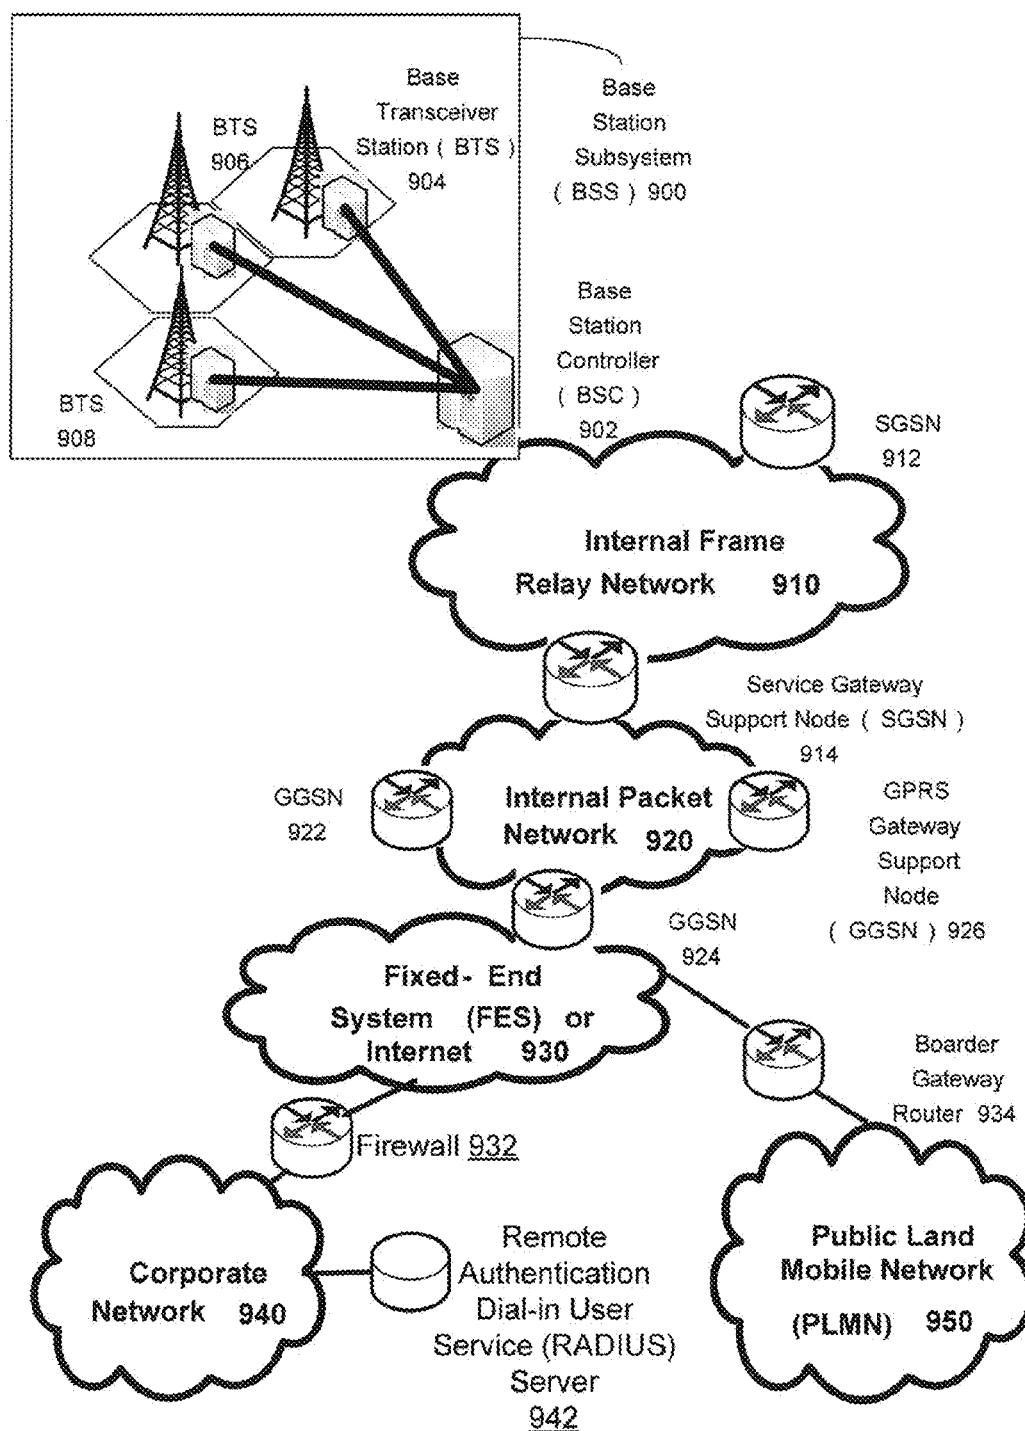 Base
Transceiver
Station ( BTS )
904
BTS
906
BTS
908
Base
Station
Subsystem
( BSS ) 900
Base
Station
Controller
( BSC )
902
SGSN
912
Internal Frame
Relay Network 910
Service Gateway
Support Node ( SGSN )
914
GGSN
922
Internal Packet
Network 920
GPRS
Gateway
Support
Node
( GGSN ) 926
GGSN
924
Fixed- End
System (FES) or
Internet 930
Boarder
Gateway
Router 934
Firewall 932
Corporate
Network 940
Remote
Authentication
Dial-in User
Service (RADIUS)
Server
942
Public Land
Mobile Network
(PLMN) 950